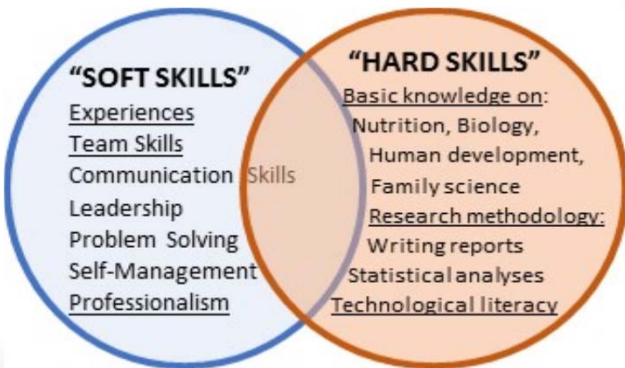 “SOFT SKILLS”
Experiences
Team Skills
Communication Skills
Leadership
Problem Solving
Self-Management
Professionalism
“HARD SKILLS”
Basic knowledge on:
Nutrition, Biology,
Human development,
Family science
Research methodology:
Writing reports
Statistical analyses
Technological literacy